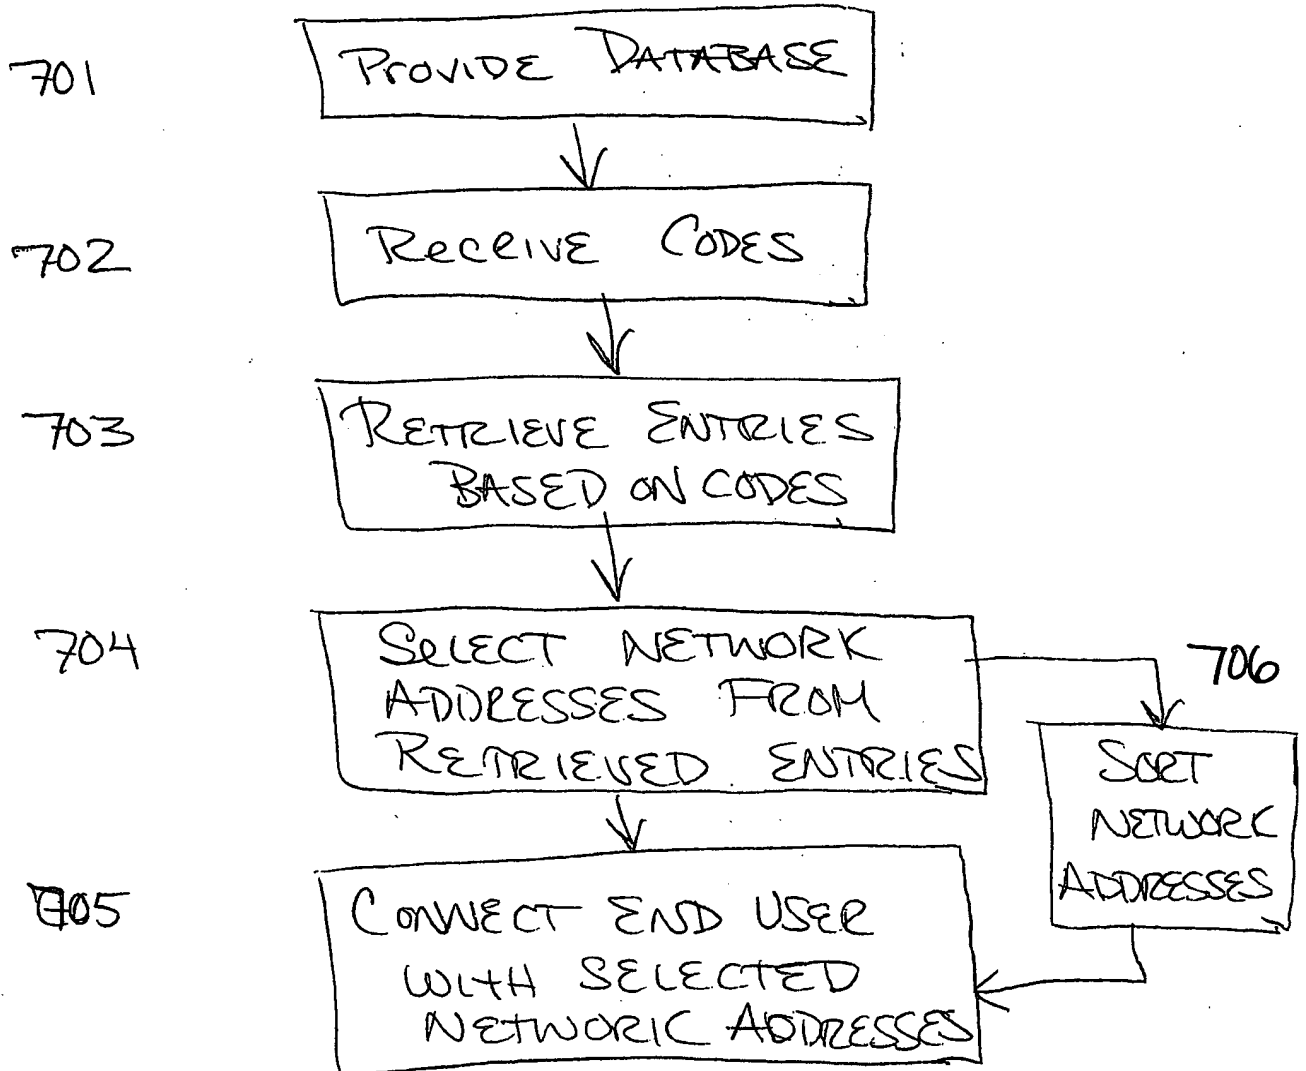 701
PROVIDE DATABASE
702
RECEIVE CODES
703
RETRIEVE ENTRIES
BASED ON CODES
704
SELECT NETWORK
ADDRESSES FROM
RETRIEVED ENTRIES
706
SORT
NETWORK
ADDRESSES
705
CONNECT END USER
WITH SELECTED
NETWORK ADDRESSES